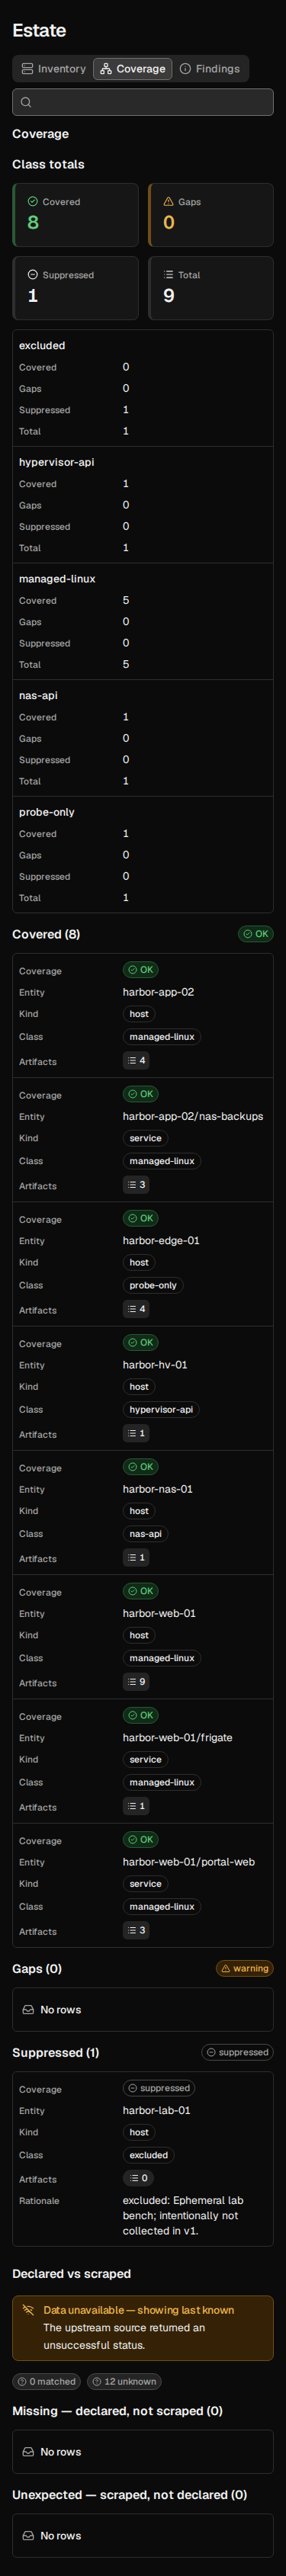 Estate
Inventory Coverage Findings
Coverage
Class totals
Covered
8
Gaps
0
Suppressed
1
Total
9
excluded
Covered 0
Gaps 0
Suppressed 1
Total 1
hypervisor-api
Covered 1
Gaps 0
Suppressed 0
Total 1
managed-linux
Covered 5
Gaps 0
Suppressed 0
Total 5
nas-api
Covered 1
Gaps 0
Suppressed 0
Total 1
probe-only
Covered 1
Gaps 0
Suppressed 0
Total 1
Covered (8) OK
Coverage OK
Entity harbor-app-02
Kind host
Class managed-linux
Artifacts 4
Coverage OK
Entity harbor-app-02/nas-backups
Kind service
Class managed-linux
Artifacts 3
Coverage OK
Entity harbor-edge-01
Kind host
Class probe-only
Artifacts 4
Coverage OK
Entity harbor-hv-01
Kind host
Class hypervisor-api
Artifacts 1
Coverage OK
Entity harbor-nas-01
Kind host
Class nas-api
Artifacts 1
Coverage OK
Entity harbor-web-01
Kind host
Class managed-linux
Artifacts 9
Coverage OK
Entity harbor-web-01/frigate
Kind service
Class managed-linux
Artifacts 1
Coverage OK
Entity harbor-web-01/portal-web
Kind service
Class managed-linux
Artifacts 3
Gaps (0) warning
No rows
Suppressed (1) suppressed
Coverage suppressed
Entity harbor-lab-01
Kind host
Class excluded
Artifacts 0
Rationale excluded: Ephemeral lab
bench; intentionally not
collected in v1.
Declared vs scraped
Data unavailable — showing last known
The upstream source returned an
unsuccessful status.
0 matched 12 unknown
Missing — declared, not scraped (0)
No rows
Unexpected — scraped, not declared (0)
No rows